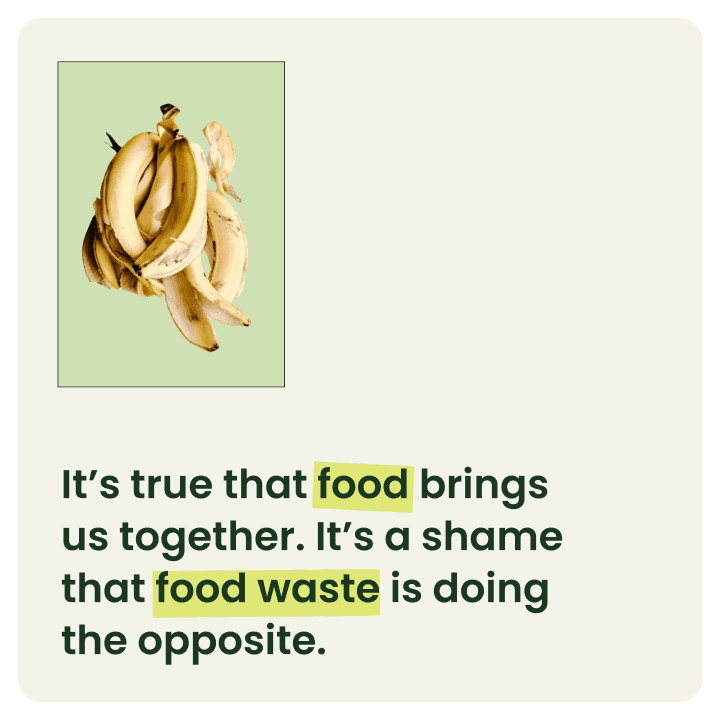 It’s true that food brings
us together. It’s a shame
that food waste is doing
the opposite.